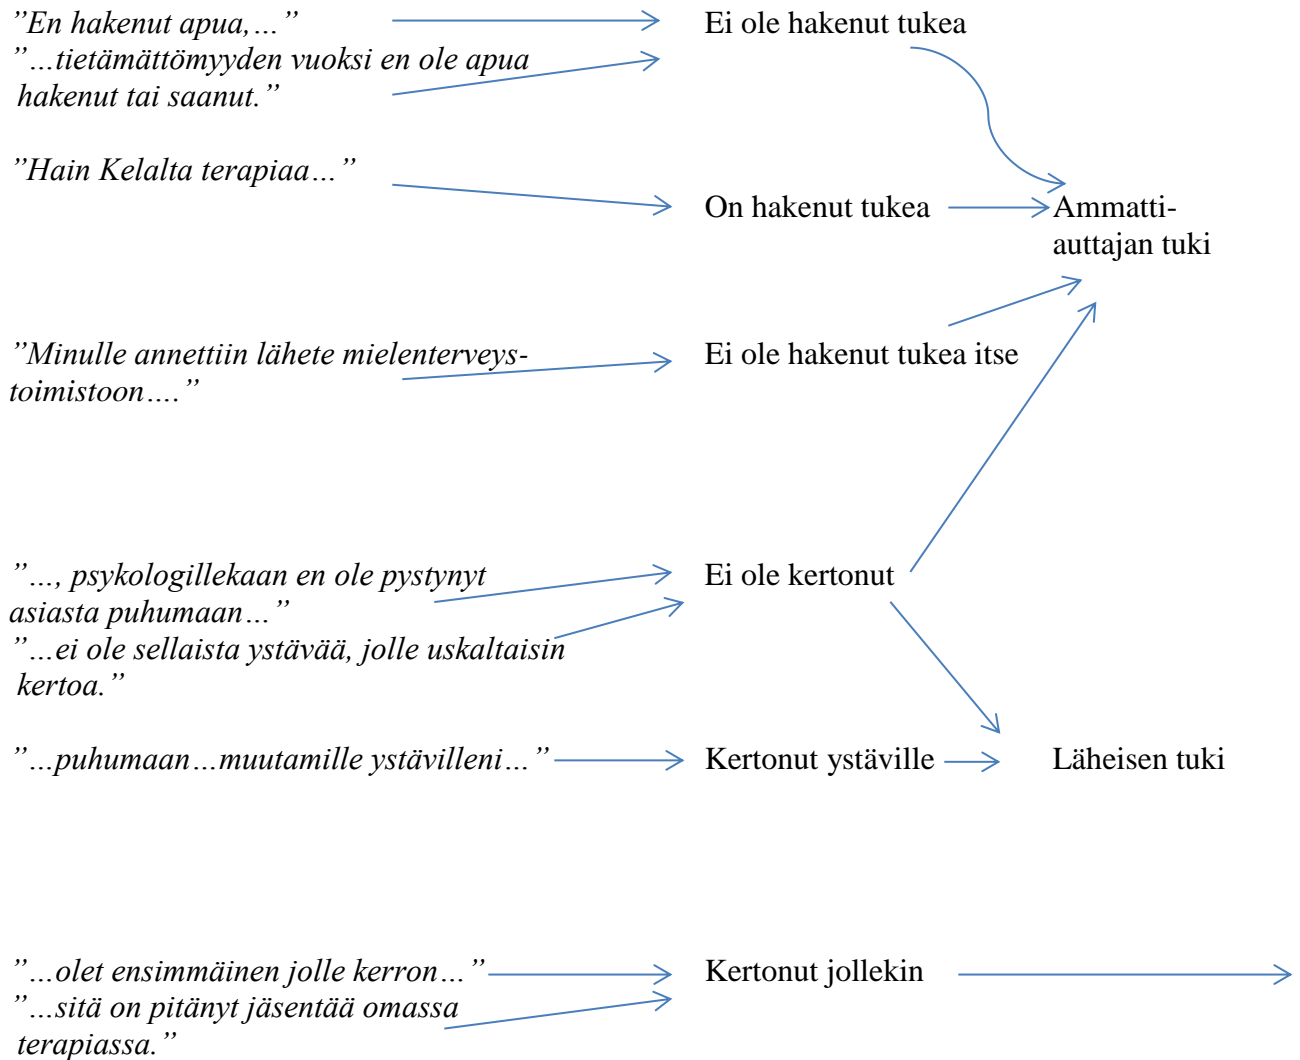 ”En hakenut apua,…”
Ei ole hakenut tukea
”…tietämättömyyden vuoksi en ole apua
hakenut tai saanut.”
”Hain Kelalta terapiaa…”
On hakenut tukea
Ammatti-
auttajan tuki
”Minulle annettiin lähete mielenterveys-
toimistoon….”
Ei ole hakenut tukea itse
”…, psykologillekaan en ole pystynyt
asiasta puhumaan…”
Ei ole kertonut
”…ei ole sellaista ystävää, jolle uskaltaisin
kertoa.”
”…puhumaan…muutamille ystävilleni…”
Kertonut ystäville
Läheisen tuki
”…olet ensimmäinen jolle kerron…”
Kertonut jollekin
”…sitä on pitänyt jäsentää omassa
terapiassa.”